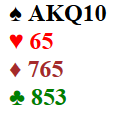 ♠ AKQ10
♥ 65
♦ 765
♣ 853